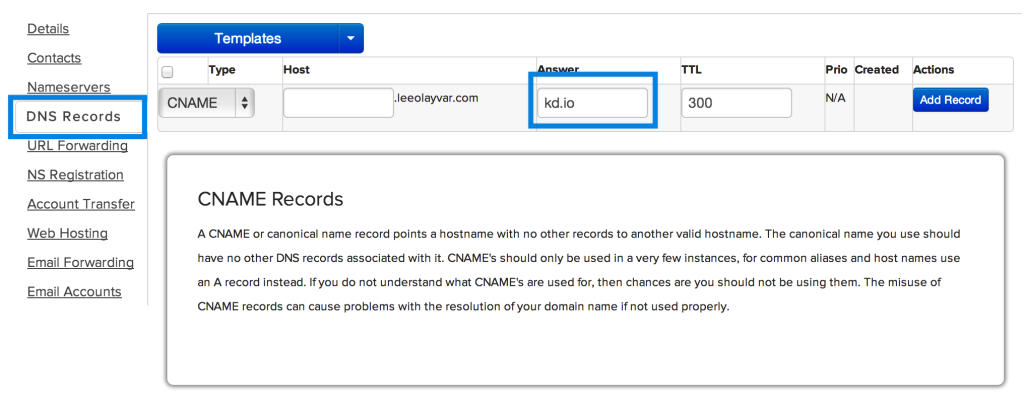 Details
Contacts
Nameservers
DNS Records
URL Forwarding
NS Registration
Account Transfer
Web Hosting
Email Forwarding
Email Accounts
Templates
Type Host Answer TTL Prio Created Actions
CNAME .leeolayvar.com kd.io 300 N/A Add Record
CNAME Records
A CNAME or canonical name record points a hostname with no other records to another valid hostname. The canonical name you use should
have no other DNS records associated with it. CNAME's should only be used in a very few instances, for common aliases and host names use
an A record instead. If you do not understand what CNAME's are used for, then chances are you should not be using them. The misuse of
CNAME records can cause problems with the resolution of your domain name if not used properly.